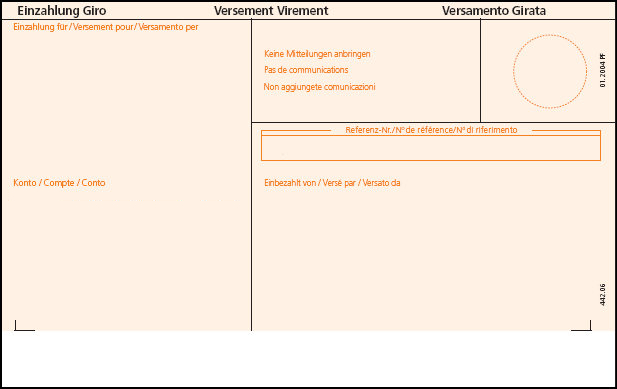 Einzahlung Giro Versement Virement Versamento Girata
Einzahlung für / Versement pour / Versamento per
Keine Mitteilungen anbringen
Pas de communications
Non aggiungete comunicazioni
01.2004 PF
Referenz-Nr./N° de référence/N° di riferimento
Konto / Compte / Conto
Einbezahlt von / Versé par / Versato da
442.06